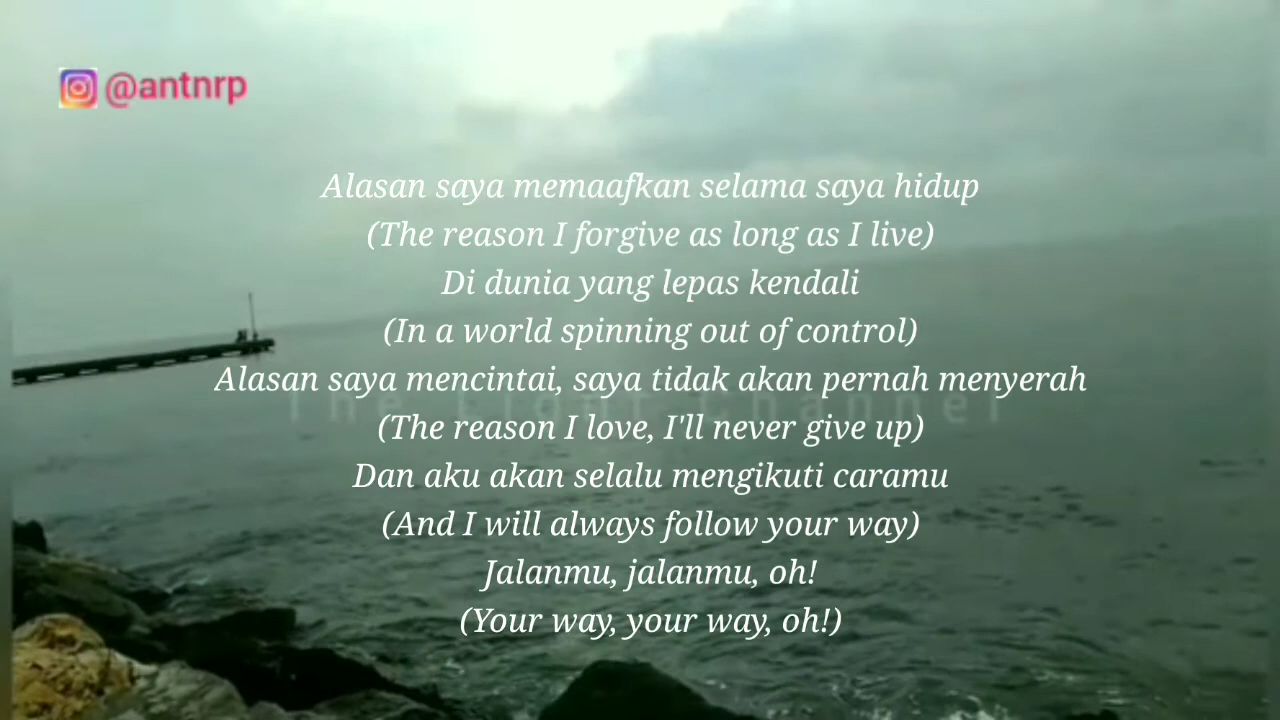 @antnrp
Alasan saya memaafkan selama saya hidup
(The reason I forgive as long as I live)
Di dunia yang lepas kendali
(In a world spinning out of control)
Alasan saya mencintai, saya tidak akan pernah menyerah
The Light Channel
(The reason I love, I'll never give up)
Dan aku akan selalu mengikuti caramu
(And I will always follow your way)
Jalanmu, jalanmu, oh!
(Your way, your way, oh!)